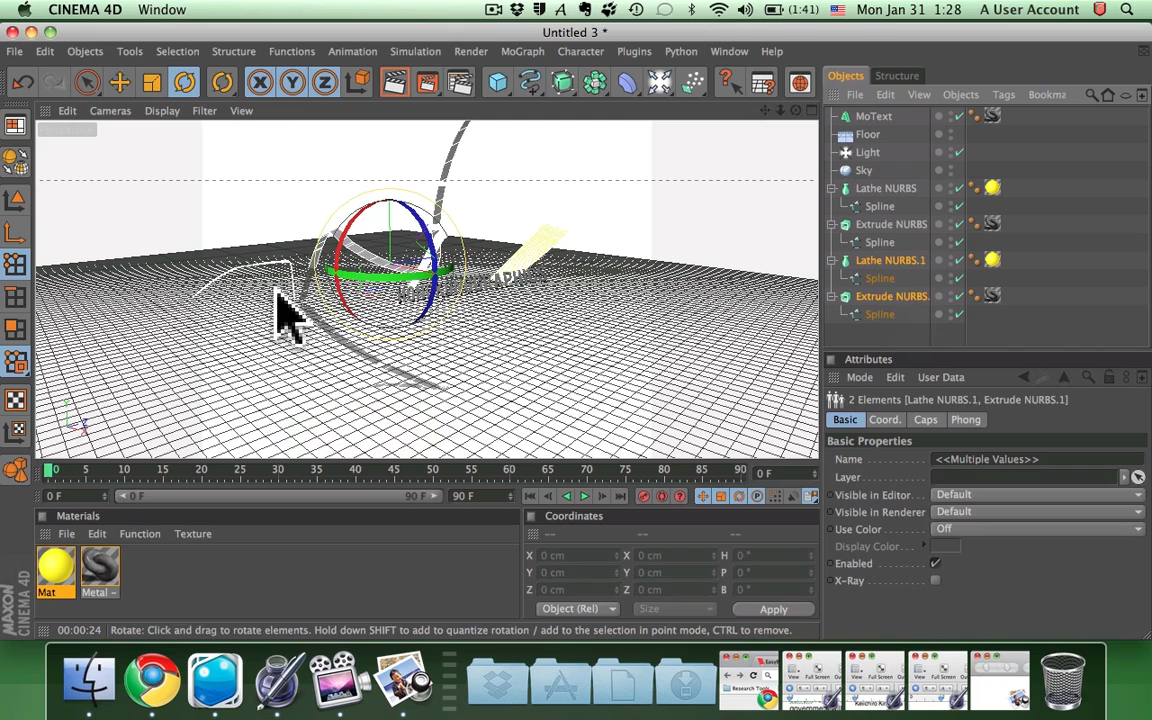 CINEMA 4D Window (1:41) Mon Jan 31 1:28 A User Account
Untitled 3 *
File Edit Objects Tools Selection Structure Functions Animation Simulation Render MoGraph Character Plugins Python Window Help
X Y Z
Objects Structure
File Edit View Objects Tags Bookma
Edit Cameras Display Filter View
MoText
Floor
Light
Sky
Lathe NURBS
Spline
Extrude NURBS
Spline
Lathe NURBS.1
Spline
Extrude NURBS.
Spline
Attributes
Mode Edit User Data
2 Elements [Lathe NURBS.1, Extrude NURBS.1]
Basic Coord. Caps Phong
Basic Properties
Name <<Multiple Values>>
Layer
Visible in Editor Default
Visible in Renderer Default
Use Color Off
Display Color
Enabled
X-Ray
0 5 10 15 20 25 30 35 40 45 50 55 60 65 70 75 80 85 90 0 F
0 F 0 F 90 F 90 F
Materials
File Edit Function Texture
Mat
Metal -
Coordinates
-- -- --
X 0 cm X 0 cm H 0 °
Y 0 cm Y 0 cm P 0 °
Z 0 cm Z 0 cm B 0 °
Object (Rel) Size Apply
MAXON
CINEMA 4D
00:00:24 Rotate: Click and drag to rotate elements. Hold down SHIFT to add to quantize rotation / add to the selection in point mode, CTRL to remove.